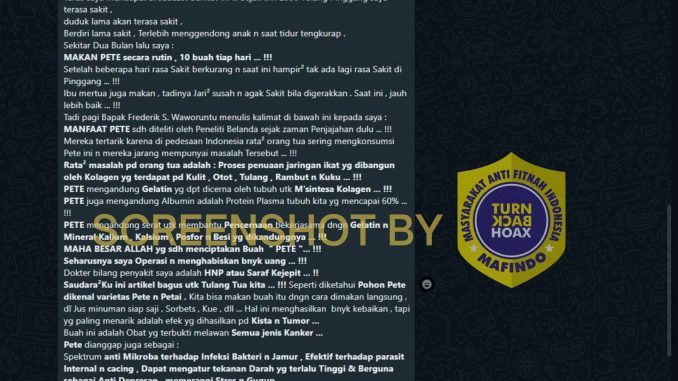 terasa sakit ,
duduk lama akan terasa sakit ,
Berdiri lama sakit , Terlebih menggendong anak n saat tidur tengkurap .
Sekitar Dua Bulan lalu saya :
MAKAN PETE secara rutin , 10 buah tiap hari ... !!!
Setelah beberapa hari rasa Sakit berkurang n saat ini hampir² tak ada lagi rasa Sakit di
Pinggang ... !!!
Ibu mertua juga makan , tadinya Jari² susah n agak Sakit bila digerakkan . Saat ini , jauh
lebih baik ... !!!
Tadi pagi Bapak Frederik S. Waworuntu menulis kalimat di bawah ini kepada saya :
MANFAAT PETE sdh diteliti oleh Peneliti Belanda sejak zaman Penjajahan dulu ... !!!
Mereka tertarik karena di pedesaan Indonesia rata² orang tua sering mengkonsumsi
Pete ini n mereka jarang mempunyai masalah Tersebut ... !!!
Rata² masalah pd orang tua adalah : Proses penuaan jaringan ikat yg dibangun
oleh Kolagen yg terdapat pd Kulit , Otot , Tulang , Rambut n Kuku ... !!!
PETE mengandung Gelatin yg dpt dicerna oleh tubuh utk M'sintesa Kolagen ... !!!
PETE juga mengandung Albumin adalah Protein Plasma tubuh kita yg mencapai 60% ...
!!!
PETE mengandung serat utk membantu Pencernaan bekerjasama dngn Gelatin n
Mineral Kalium , Kalsium , Posfor n Besi yg dikandungnya ... !!!
MAHA BESAR ALLAH yg sdh menciptakan Buah " PETE "... !!!
Seharusnya saya Operasi n menghabiskan bnyk uang ... !!!
Dokter bilang penyakit saya adalah HNP atau Saraf Kejepit ... !!
Saudara²Ku ini artikel bagus utk Tulang Tua kita ... !!! Seperti diketahui Pohon Pete
dikenal varietas Pete n Petai . Kita bisa makan buah itu dngn cara dimakan langsung ,
dl Jus minuman siap saji , Sorbets , Kue , dll ... Hal ini menghasilkan bnyk kebaikan , tapi
yg paling menarik adalah efek yg dihasilkan pd Kista n Tumor ...
Buah ini adalah Obat yg terbukti melawan Semua jenis Kanker ...
Pete dianggap juga sebagai :
Spektrum anti Mikroba terhadap Infeksi Bakteri n Jamur , Efektif terhadap parasit
Internal n cacing , Dapat mengatur tekanan Darah yg terlalu Tinggi & Berguna
sebagai Anti Depresan , memerangi Stres n Gugup
SCREENSHOT BY
MASYARAKAT ANTI FITNAH INDONESIA
TURN
BACK
HOAX
MAFINDO